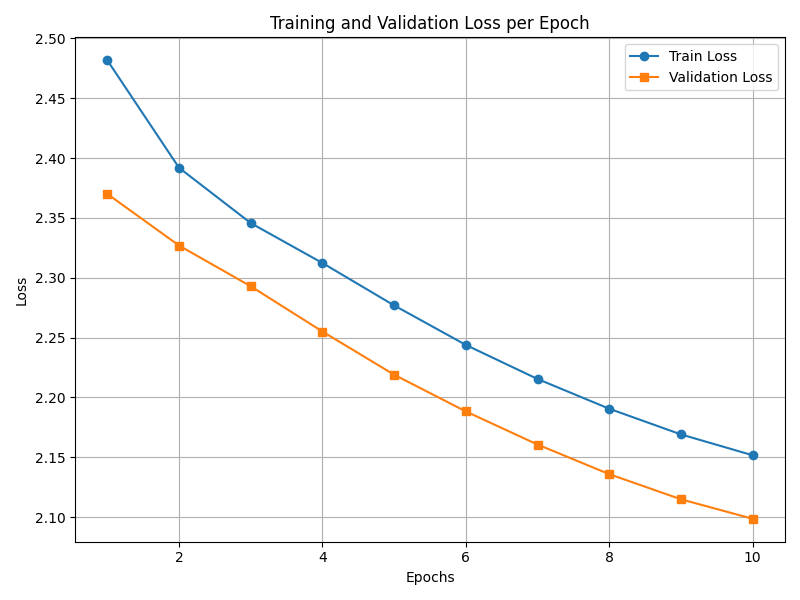 Training and Validation Loss per Epoch
Train Loss
Validation Loss
2.50
2.45
2.40
2.35
2.30
2.25
2.20
2.15
2.10
Loss
2 4 6 8 10
Epochs